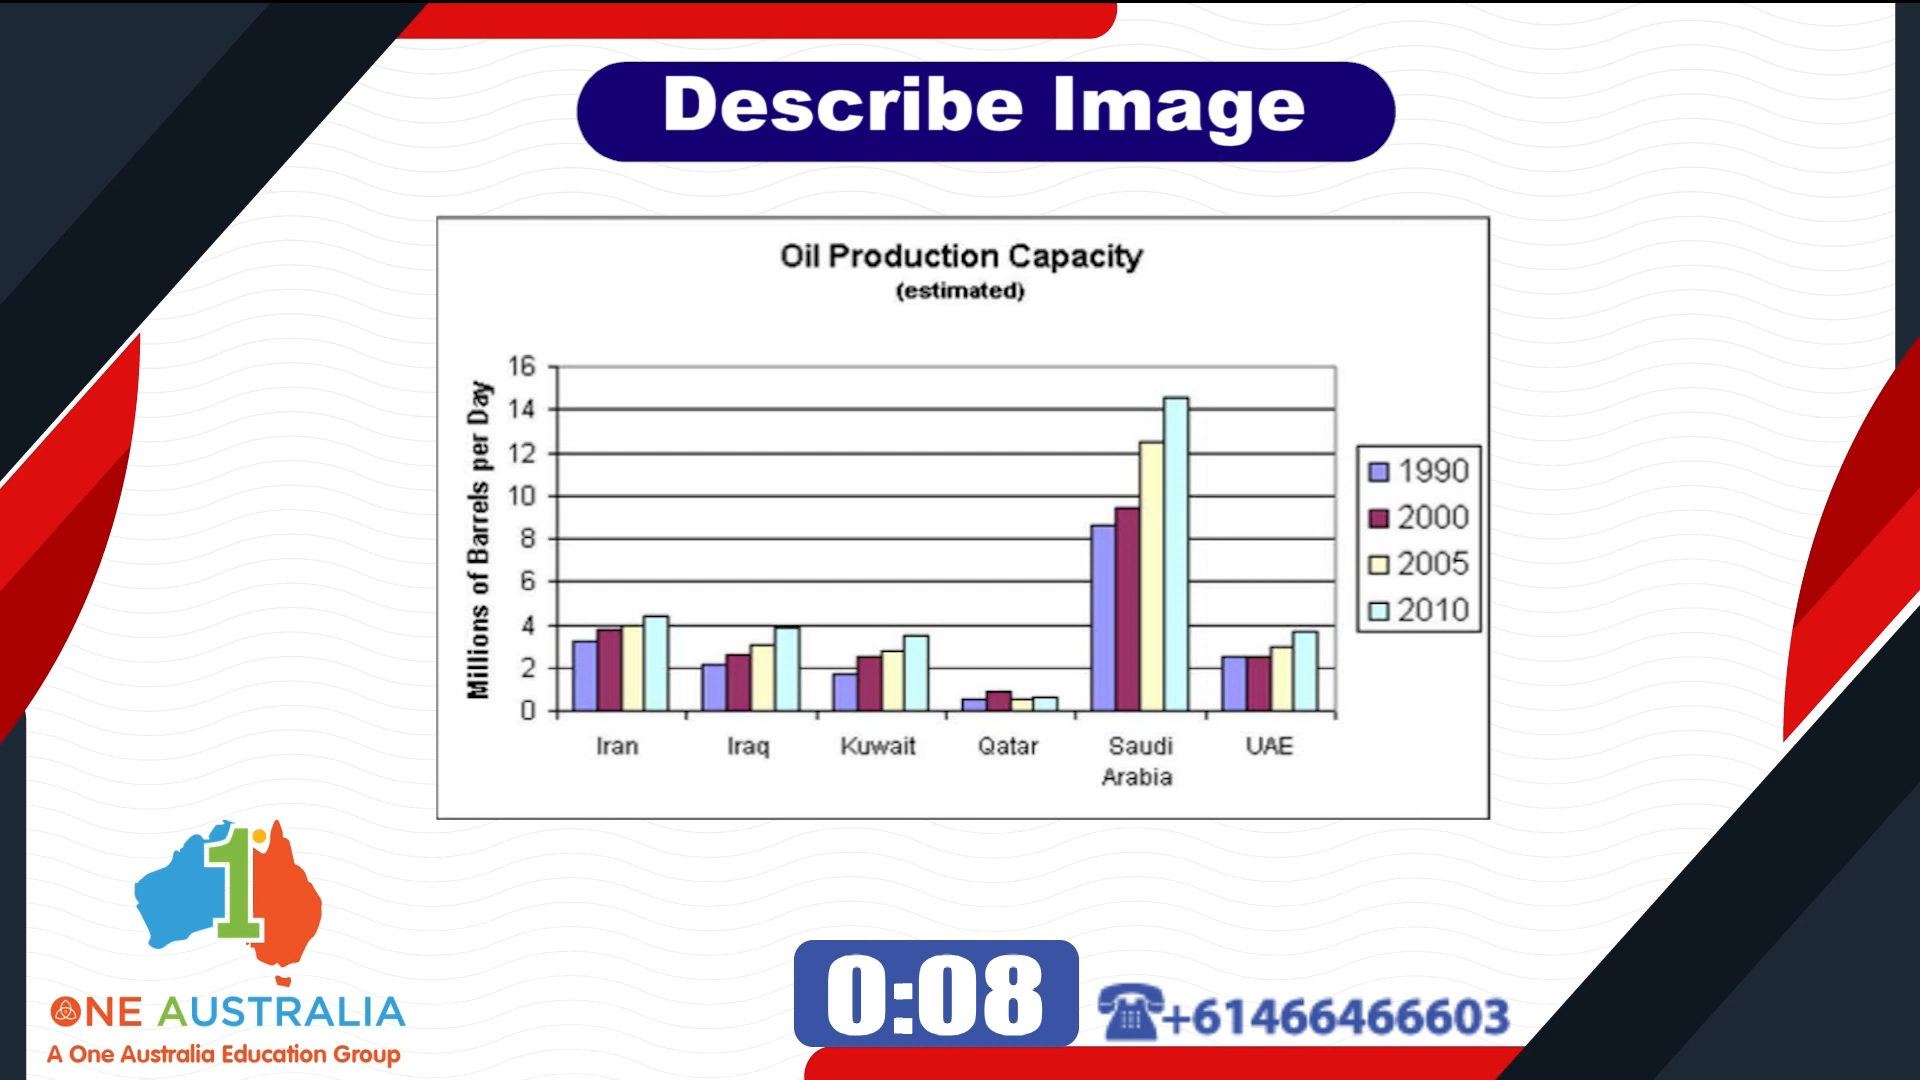 Describe Image
Oil Production Capacity
(estimated)
Millions of Barrels per Day
16
14
12
10
8
6
4
2
0
Iran
Iraq
Kuwait
Qatar
Saudi
Arabia
UAE
1990
2000
2005
2010
1
ONE AUSTRALIA
A One Australia Education Group
0:08
+61466466603